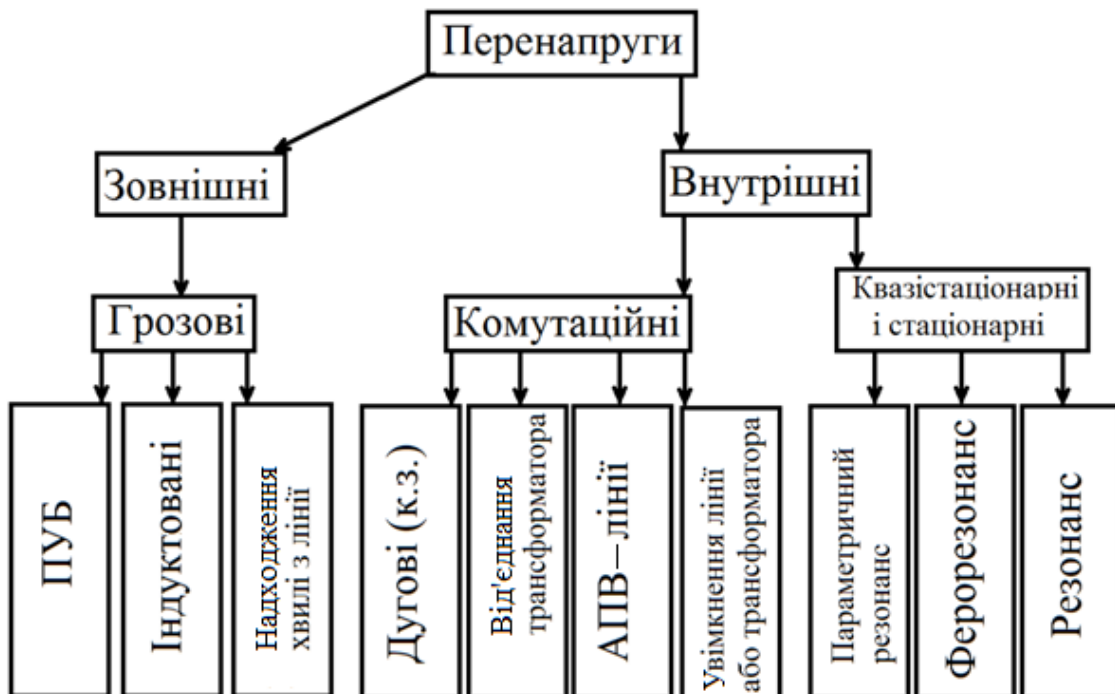 Перенапруги
Зовнішні
Внутрішні
Грозові
Комутаційні
Квазістаціонарні
і стаціонарні
ПУБ
Індуктовані
Надходження
хвилі з лінії
Дугові (к.з.)
Від'єднання
трансформатора
АПВ–лінії
Увімкнення лінії
або трансформатора
Параметричний
резонанс
Ферорезонанс
Резонанс